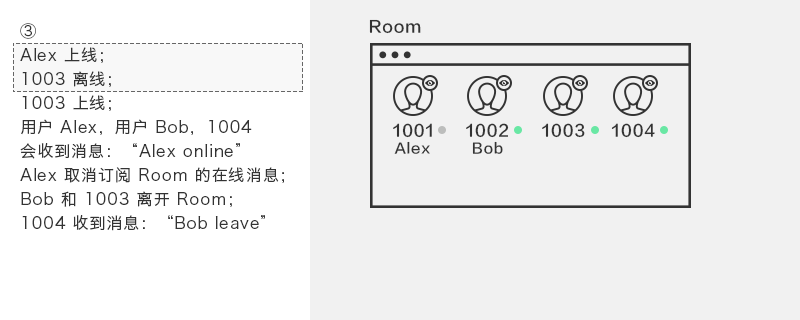 ③
Alex 上线；
1003 离线；
1003 上线；
用户 Alex，用户 Bob，1004
会收到消息：“Alex online”
Alex 取消订阅 Room 的在线消息；
Bob 和 1003 离开 Room；
1004 收到消息：“Bob leave”
Room
1001 1002 1003 1004
Alex Bob